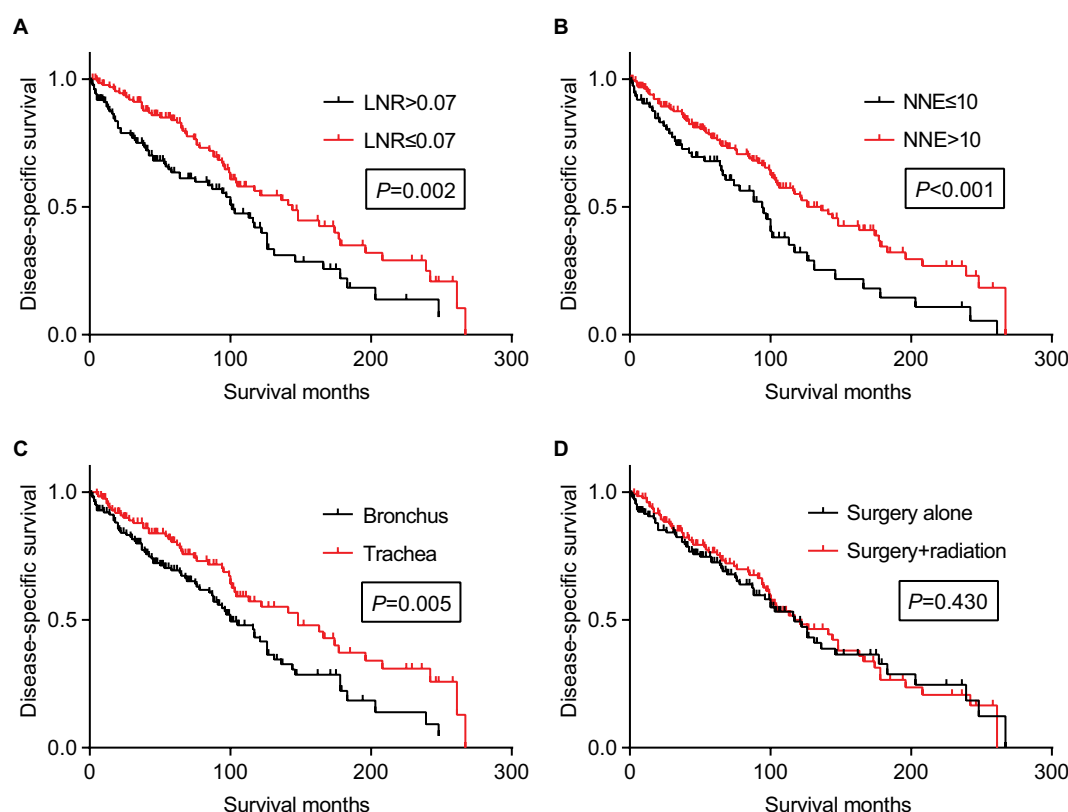 A
Disease-specific survival
1.0
0.5
0.0
0
100
200
300
Survival months
LNR>0.07
LNR≤0.07
P=0.002
B
Disease-specific survival
1.0
0.5
0.0
0
100
200
300
Survival months
NNE≤10
NNE>10
P<0.001
C
Disease-specific survival
1.0
0.5
0.0
0
100
200
300
Survival months
Bronchus
Trachea
P=0.005
D
Disease-specific survival
1.0
0.5
0.0
0
100
200
300
Survival months
Surgery alone
Surgery+radiation
P=0.430